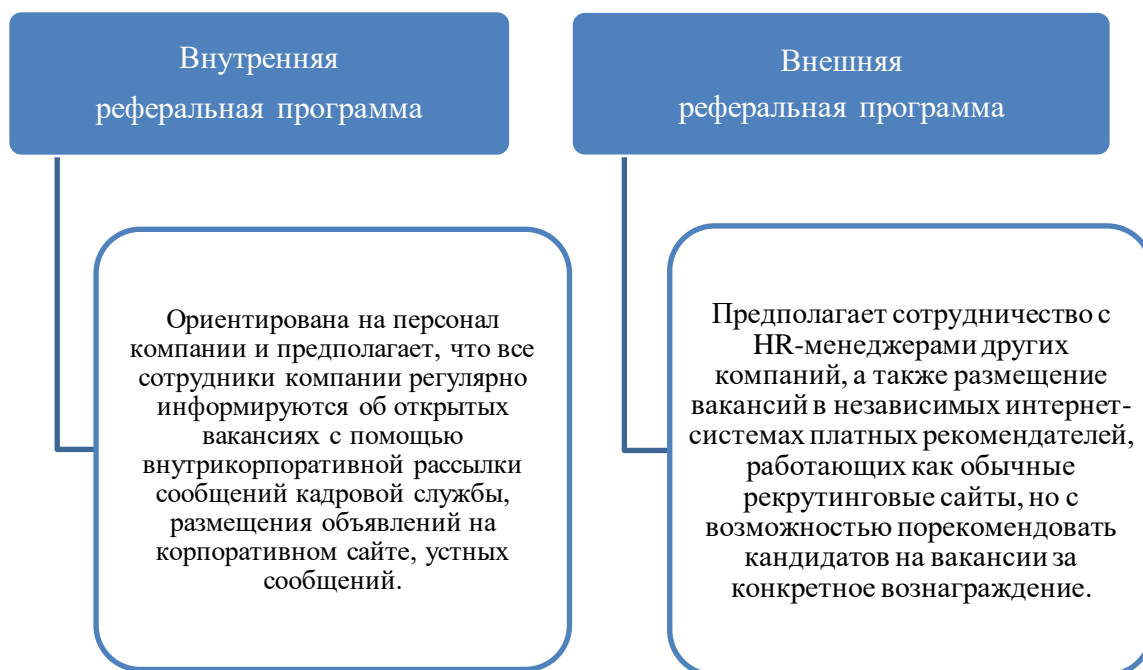 Внутренняя
реферальная программа
Ориентирована на персонал
компании и предполагает, что все
сотрудники компании регулярно
информируются об открытых
вакансиях с помощью
внутрикорпоративной рассылки
сообщений кадровой службы,
размещения объявлений на
корпоративном сайте, устных
сообщений.
Внешняя
реферальная программа
Предполагает сотрудничество с
HR-менеджерами других
компаний, а также размещение
вакансий в независимых интернет-
системах платных рекомендателей,
работающих как обычные
рекрутинговые сайты, но с
возможностью порекомендовать
кандидатов на вакансии за
конкретное вознаграждение.